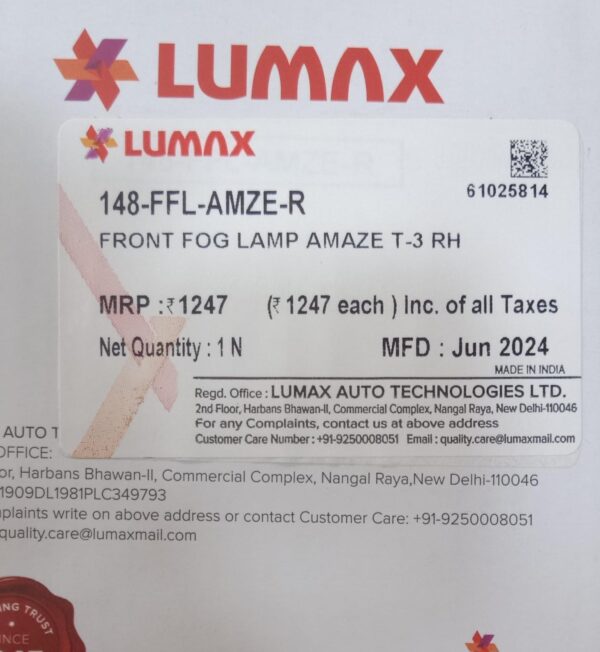 LUMAX
LUMAX
61025814
148-FFL-AMZE-R
FRONT FOG LAMP AMAZE T-3 RH
MRP :₹1247 (₹ 1247 each ) Inc. of all Taxes
Net Quantity : 1 N MFD : Jun 2024
MADE IN INDIA
Regd. Office : LUMAX AUTO TECHNOLOGIES LTD.
2nd Floor, Harbans Bhawan-II, Commercial Complex, Nangal Raya, New Delhi-110046
For any Complaints, contact us at above address
Customer Care Number : +91-9250008051 Email : quality.care@lumaxmail.com
AUTO T
OFFICE:
or, Harbans Bhawan-II, Commercial Complex, Nangal Raya,New Delhi-110046
1909DL1981PLC349793
plaints write on above address or contact Customer Care: +91-9250008051
quality.care@lumaxmail.com
NG TRUST
INCE